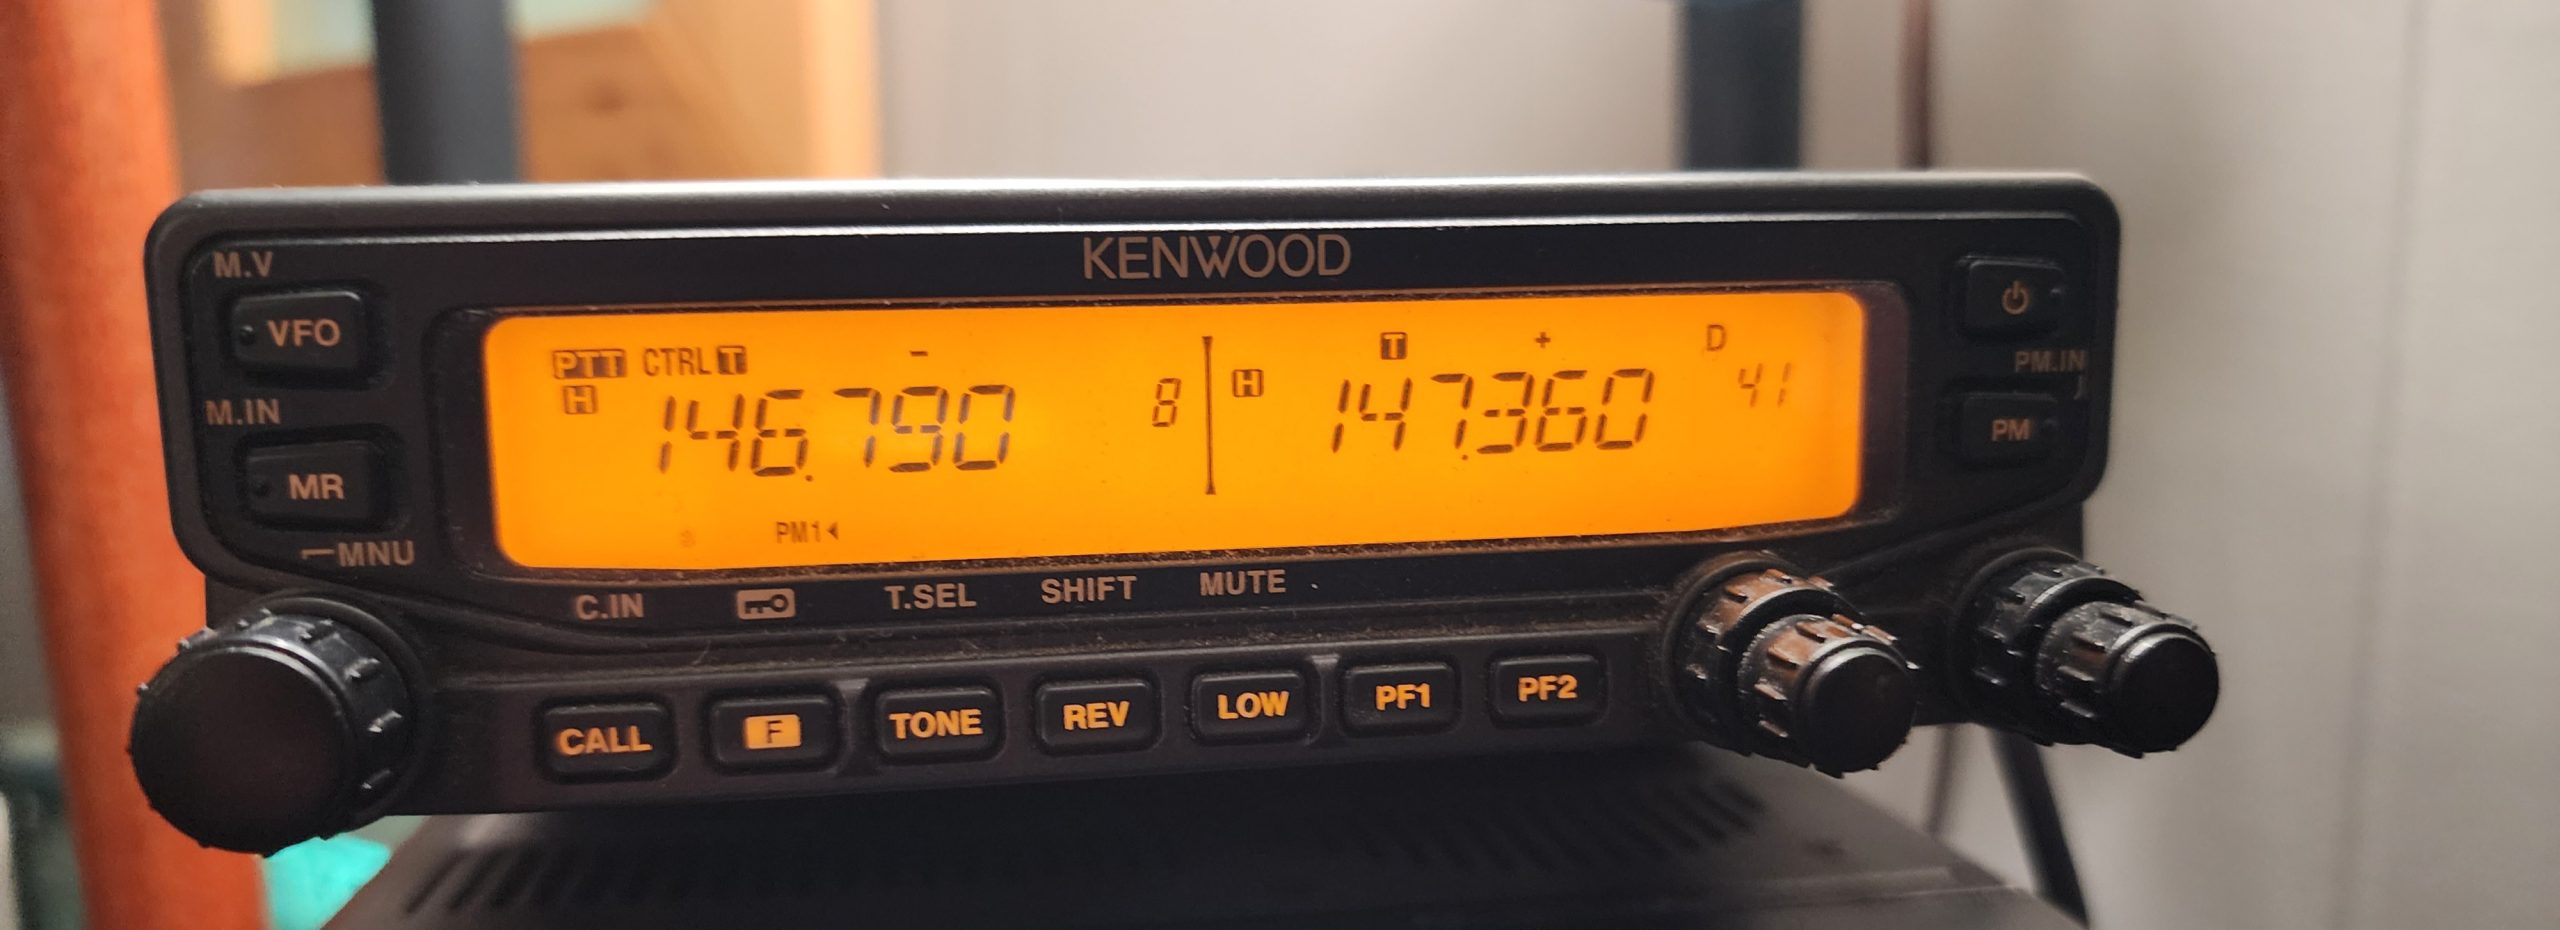 KENWOOD
M.V
VFO
M.IN
MR
MNU
PTT CTRL T -
H 146.790 8
PM1
T + D
H 147.360 41
PM.IN
PM
C.IN T.SEL SHIFT MUTE
CALL F TONE REV LOW PF1 PF2